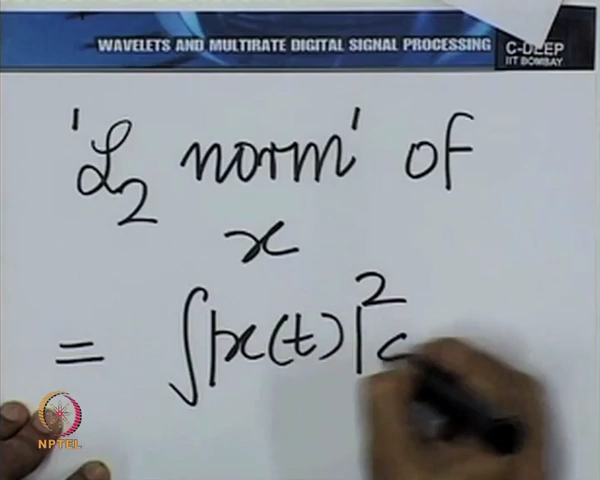 WAVELETS AND MULTIRATE DIGITAL SIGNAL PROCESSING
C-DEEP
IIT BOMBAY
'L₂ norm' of
x
= ∫|x(t)|² c
NPTEL